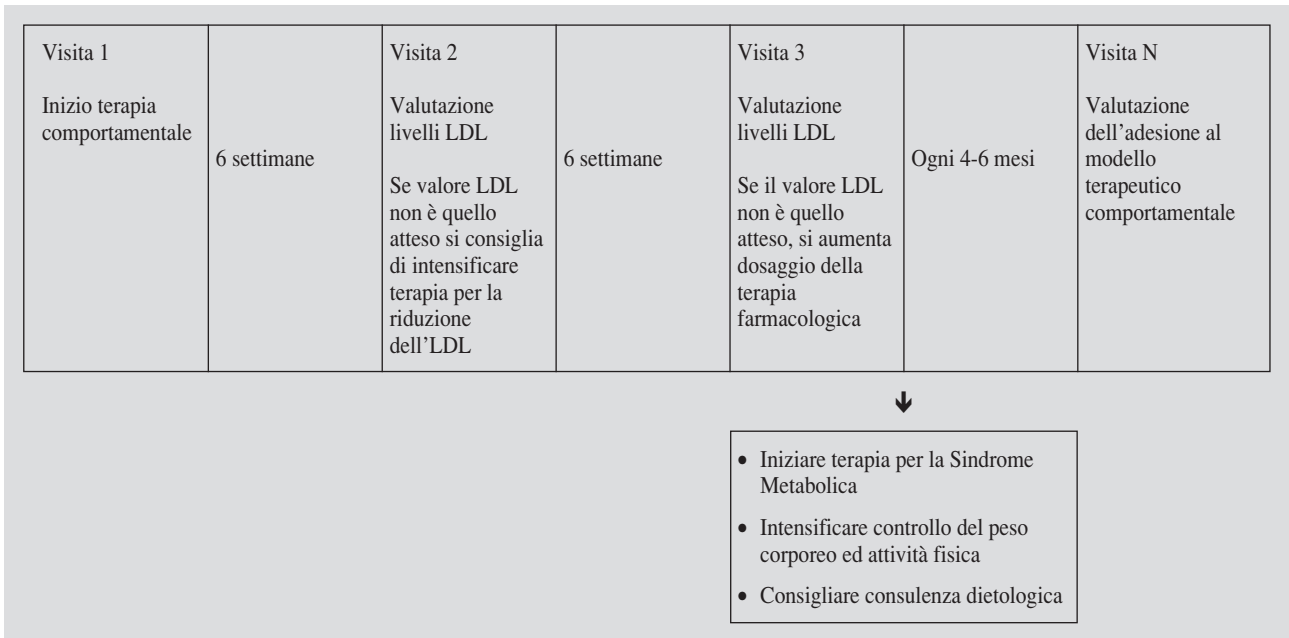 Visita 1
Inizio terapia
comportamentale
6 settimane
Visita 2
Valutazione
livelli LDL
Se valore LDL
non è quello
atteso si consiglia
di intensificare
terapia per la
riduzione
dell'LDL
6 settimane
Visita 3
Valutazione
livelli LDL
Se il valore LDL
non è quello
atteso, si aumenta
dosaggio della
terapia
farmacologica
Ogni 4-6 mesi
Visita N
Valutazione
dell'adesione al
modello
terapeutico
comportamentale
• Iniziare terapia per la Sindrome
Metabolica
• Intensificare controllo del peso
corporeo ed attività fisica
• Consigliare consulenza dietologica